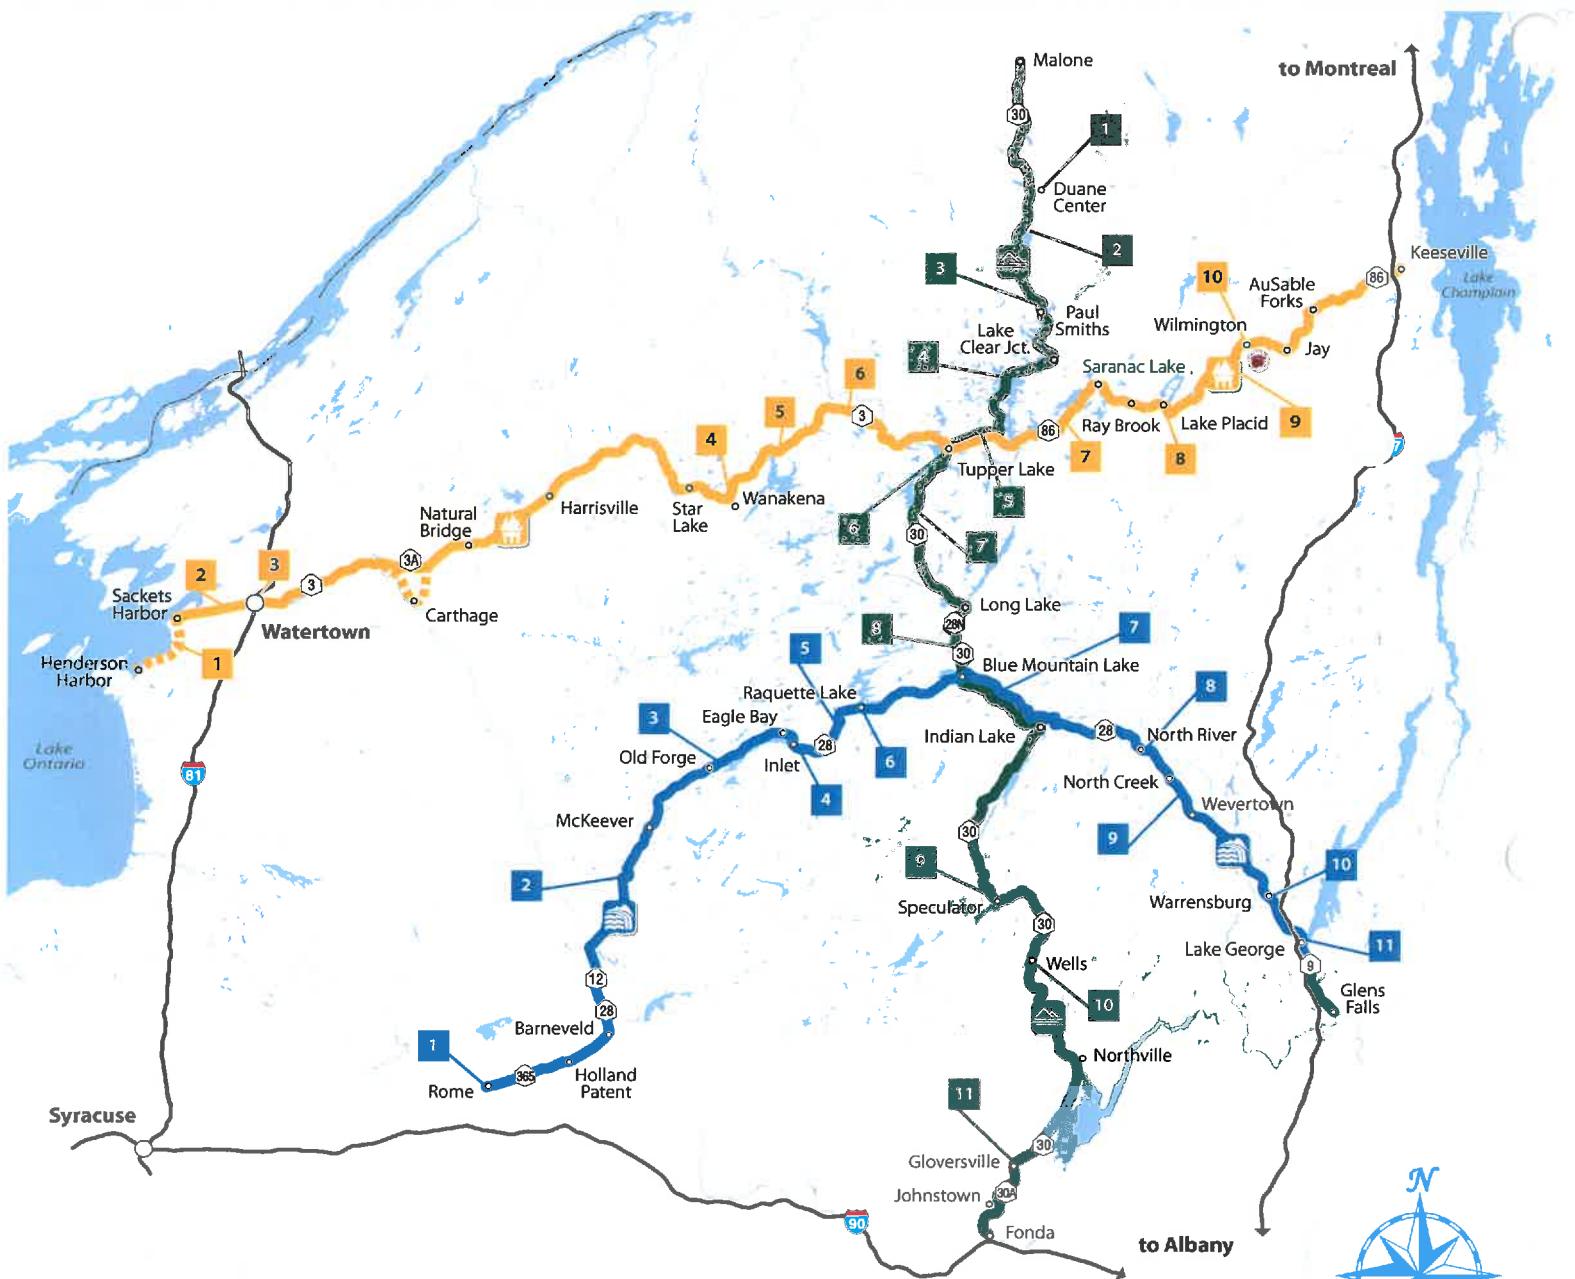 Malone
to Montreal
30
1
Duane
Center
2
3
Keeseville
10
AuSable
Forks
86
Lake
Champlain
Paul
Smiths
Wilmington
Lake
Clear Jct.
Jay
4
Saranac Lake
6
3
5
4
86
Ray Brook
Lake Placid
9
7
8
Tupper Lake
Wanakena
Harrisville
Star
Lake
5
6
Natural
Bridge
30
7
3A
3
2
3
Sackets
Harbor
Carthage
Long Lake
28N
Watertown
8
7
30
1
Henderson
Harbor
5
Blue Mountain Lake
8
Raquette Lake
3
Eagle Bay
28
28
North River
Indian Lake
Old Forge
Inlet
6
Lake
Ontario
81
North Creek
4
Wevertown
McKeever
30
9
9
10
2
Speculator
Warrensburg
30
11
Lake George
Wells
9
12
Glens
Falls
10
28
Barneveld
1
Northville
365
Holland
Patent
Rome
11
Syracuse
30
Gloversville
N
Johnstown
30A
90
Fonda
to Albany